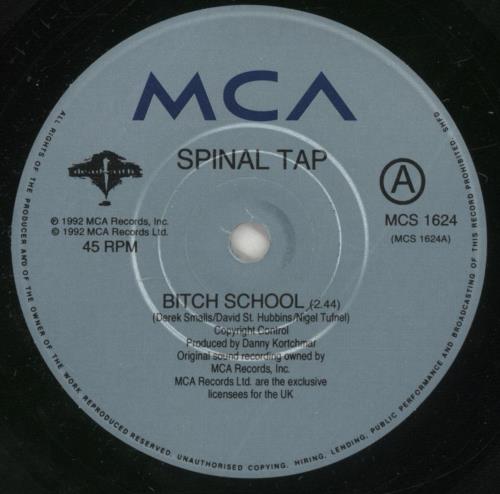 MCA
SPINAL TAP
deadfaith
℗ 1992 MCA Records, Inc.
© 1992 MCA Records Ltd.
45 RPM
A
MCS 1624
(MCS 1624A)
BITCH SCHOOL (2.44)
(Derek Smalls/David St. Hubbins/Nigel Tufnel)
Copyright Control
Produced by Danny Kortchmar
Original sound recording owned by
MCA Records, Inc.
MCA Records Ltd. are the exclusive
licensees for the UK
ALL RIGHTS OF THE PRODUCER AND OF THE OWNER OF THE WORK REPRODUCED RESERVED. UNAUTHORISED COPYING, HIRING, LENDING, PUBLIC PERFORMANCE AND BROADCASTING OF THIS RECORD PROHIBITED. SHFD